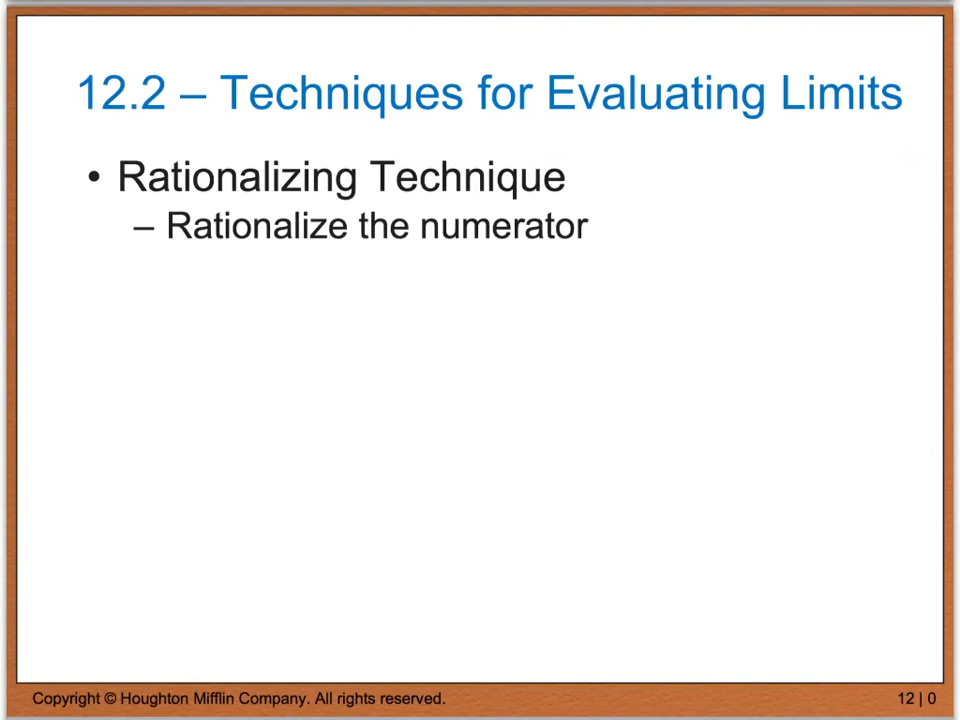 12.2 – Techniques for Evaluating Limits
• Rationalizing Technique
– Rationalize the numerator
Copyright © Houghton Mifflin Company. All rights reserved.
12 | 0